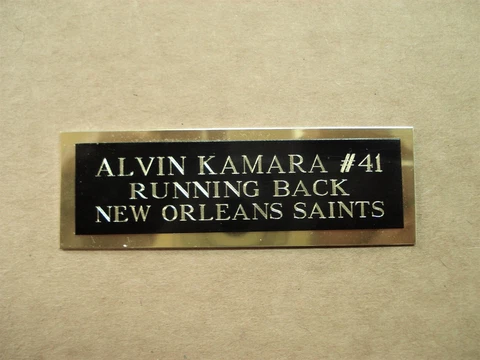 ALVIN KAMARA #41
RUNNING BACK
NEW ORLEANS SAINTS